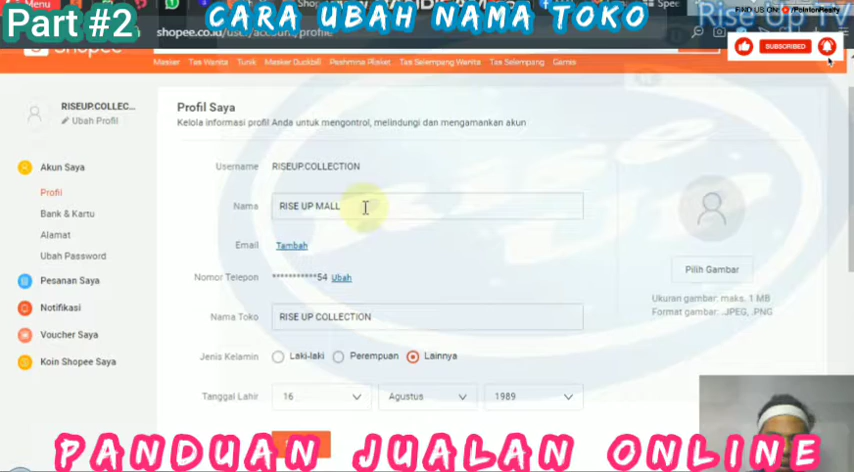 Part #2
CARA UBAH NAMA TOKO
Rise Up TV
FIND US ON: /PointonRealty
shopee.co.id/user/account/profile
SUBSCRIBED
Shopee
Masker Tas Wanita Tunik Masker Duckbill Pashmina Plisket Tas Selempang Wanita Tas Selempang Gamis
RISEUP.COLLEC...
Ubah Profil
Akun Saya
Profil
Bank & Kartu
Alamat
Ubah Password
Pesanan Saya
Notifikasi
Voucher Saya
Koin Shopee Saya
Profil Saya
Kelola informasi profil Anda untuk mengontrol, melindungi dan mengamankan akun
Username RISEUP.COLLECTION
Nama RISE UP MALL
Email Tambah
Nomor Telepon ***********54 Ubah
Nama Toko RISE UP COLLECTION
Jenis Kelamin Laki-laki Perempuan Lainnya
Tanggal Lahir 16 Agustus 1989
Pilih Gambar
Ukuran gambar: maks. 1 MB
Format gambar: .JPEG, .PNG
PANDUAN JUALAN ONLINE